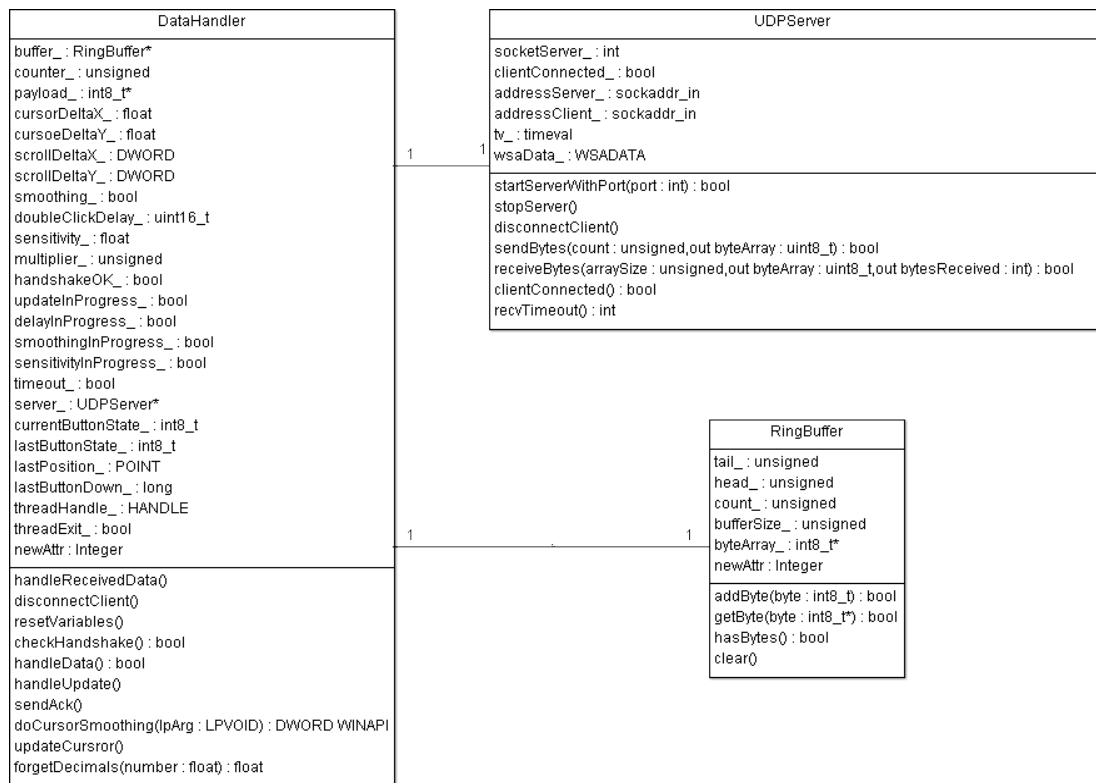 DataHandler
buffer_ : RingBuffer*
counter_ : unsigned
payload_ : int8_t*
cursorDeltaX_ : float
cursoeDeltaY_ : float
scrollDeltaX_ : DWORD
scrollDeltaY_ : DWORD
smoothing_ : bool
doubleClickDelay_ : uint16_t
sensitivity_ : float
multiplier_ : unsigned
handshakeOK_ : bool
updateInProgress_ : bool
delayInProgress_ : bool
smoothingInProgress_ : bool
sensitivityInProgress_ : bool
timeout_ : bool
server_ : UDPServer*
currentButtonState_ : int8_t
lastButtonState_ : int8_t
lastPosition_ : POINT
lastButtonDown_ : long
threadHandle_ : HANDLE
threadExit_ : bool
newAttr : Integer
handleReceivedData()
disconnectClient()
resetVariables()
checkHandshake() : bool
handleData() : bool
handleUpdate()
sendAck()
doCursorSmoothing(lpArg : LPVOID) : DWORD WINAPI
updateCursror()
forgetDecimals(number : float) : float
1
1
UDPServer
socketServer_ : int
clientConnected_ : bool
addressServer_ : sockaddr_in
addressClient_ : sockaddr_in
tv_ : timeval
wsaData_ : WSADATA
startServerWithPort(port : int) : bool
stopServer()
disconnectClient()
sendBytes(count : unsigned,out byteArray : uint8_t) : bool
receiveBytes(arraySize : unsigned,out byteArray : uint8_t,out bytesReceived : int) : bool
clientConnected() : bool
recvTimeout() : int
1
1
RingBuffer
tail_ : unsigned
head_ : unsigned
count_ : unsigned
bufferSize_ : unsigned
byteArray_ : int8_t*
newAttr : Integer
addByte(byte : int8_t) : bool
getByte(byte : int8_t*) : bool
hasBytes() : bool
clear()